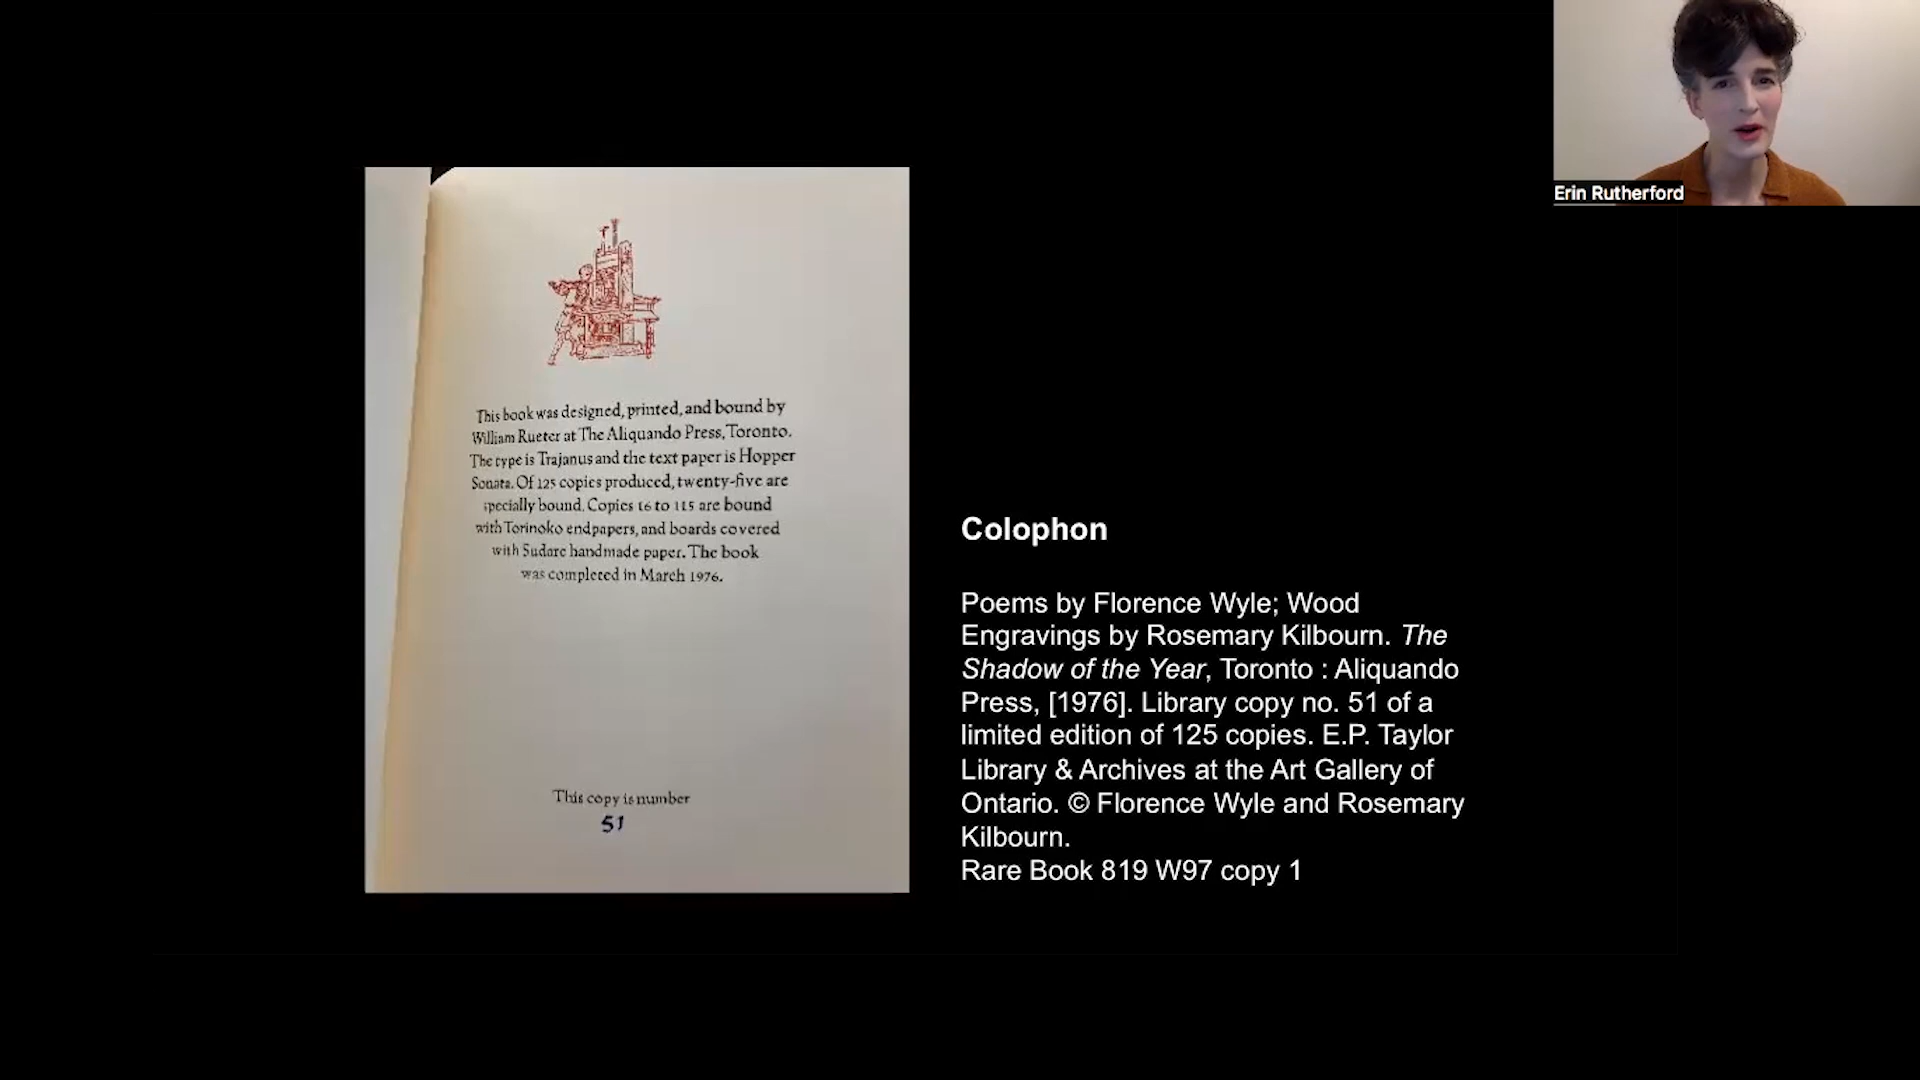 This book was designed, printed, and bound by
William Rueter at The Aliquando Press, Toronto.
The type is Trajanus and the text paper is Hopper
Sonata. Of 125 copies produced, twenty-five are
specially bound. Copies 16 to 115 are bound
with Torinoko endpapers, and boards covered
with Sudare handmade paper. The book
was completed in March 1976.
This copy is number
51
Colophon
Poems by Florence Wyle; Wood
Engravings by Rosemary Kilbourn. The
Shadow of the Year, Toronto : Aliquando
Press, [1976]. Library copy no. 51 of a
limited edition of 125 copies. E.P. Taylor
Library & Archives at the Art Gallery of
Ontario. © Florence Wyle and Rosemary
Kilbourn.
Rare Book 819 W97 copy 1
Erin Rutherford